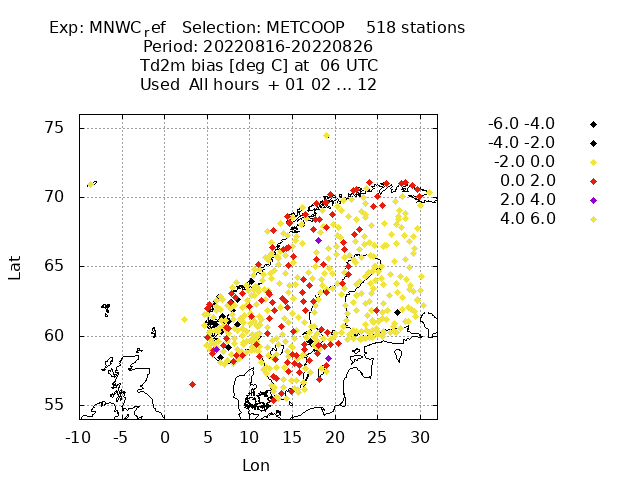 Exp: MNWC_ref   Selection: METCOOP    518 stations
Period: 20220816-20220826
Td2m bias [deg C] at  06 UTC
Used  All hours  + 01 02 ... 12
-6.0 -4.0
-4.0 -2.0
-2.0 0.0
0.0 2.0
2.0 4.0
4.0 6.0
75
70
65
60
55
Lat
-10 -5 0 5 10 15 20 25 30
Lon